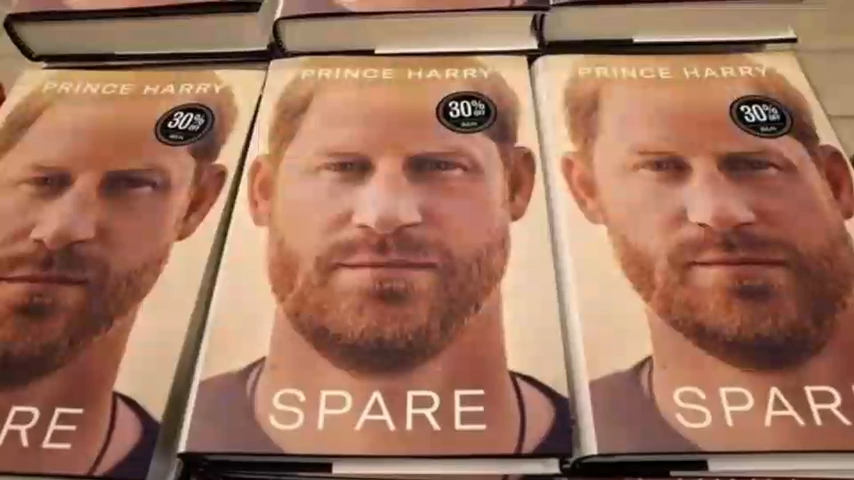 PRINCE HARRY
30%
OFF
RE
PRINCE HARRY
30%
OFF
SPARE
PRINCE HARRY
30%
OFF
SPAR